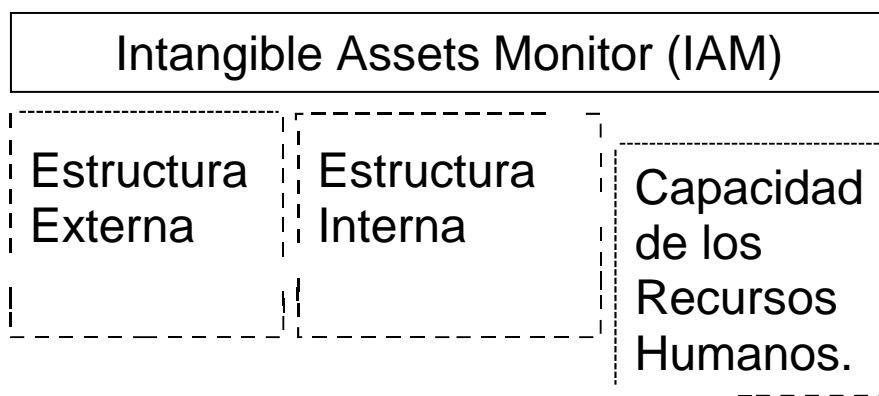 Intangible Assets Monitor (IAM)
Estructura
Externa
Estructura
Interna
Capacidad
de los
Recursos
Humanos.